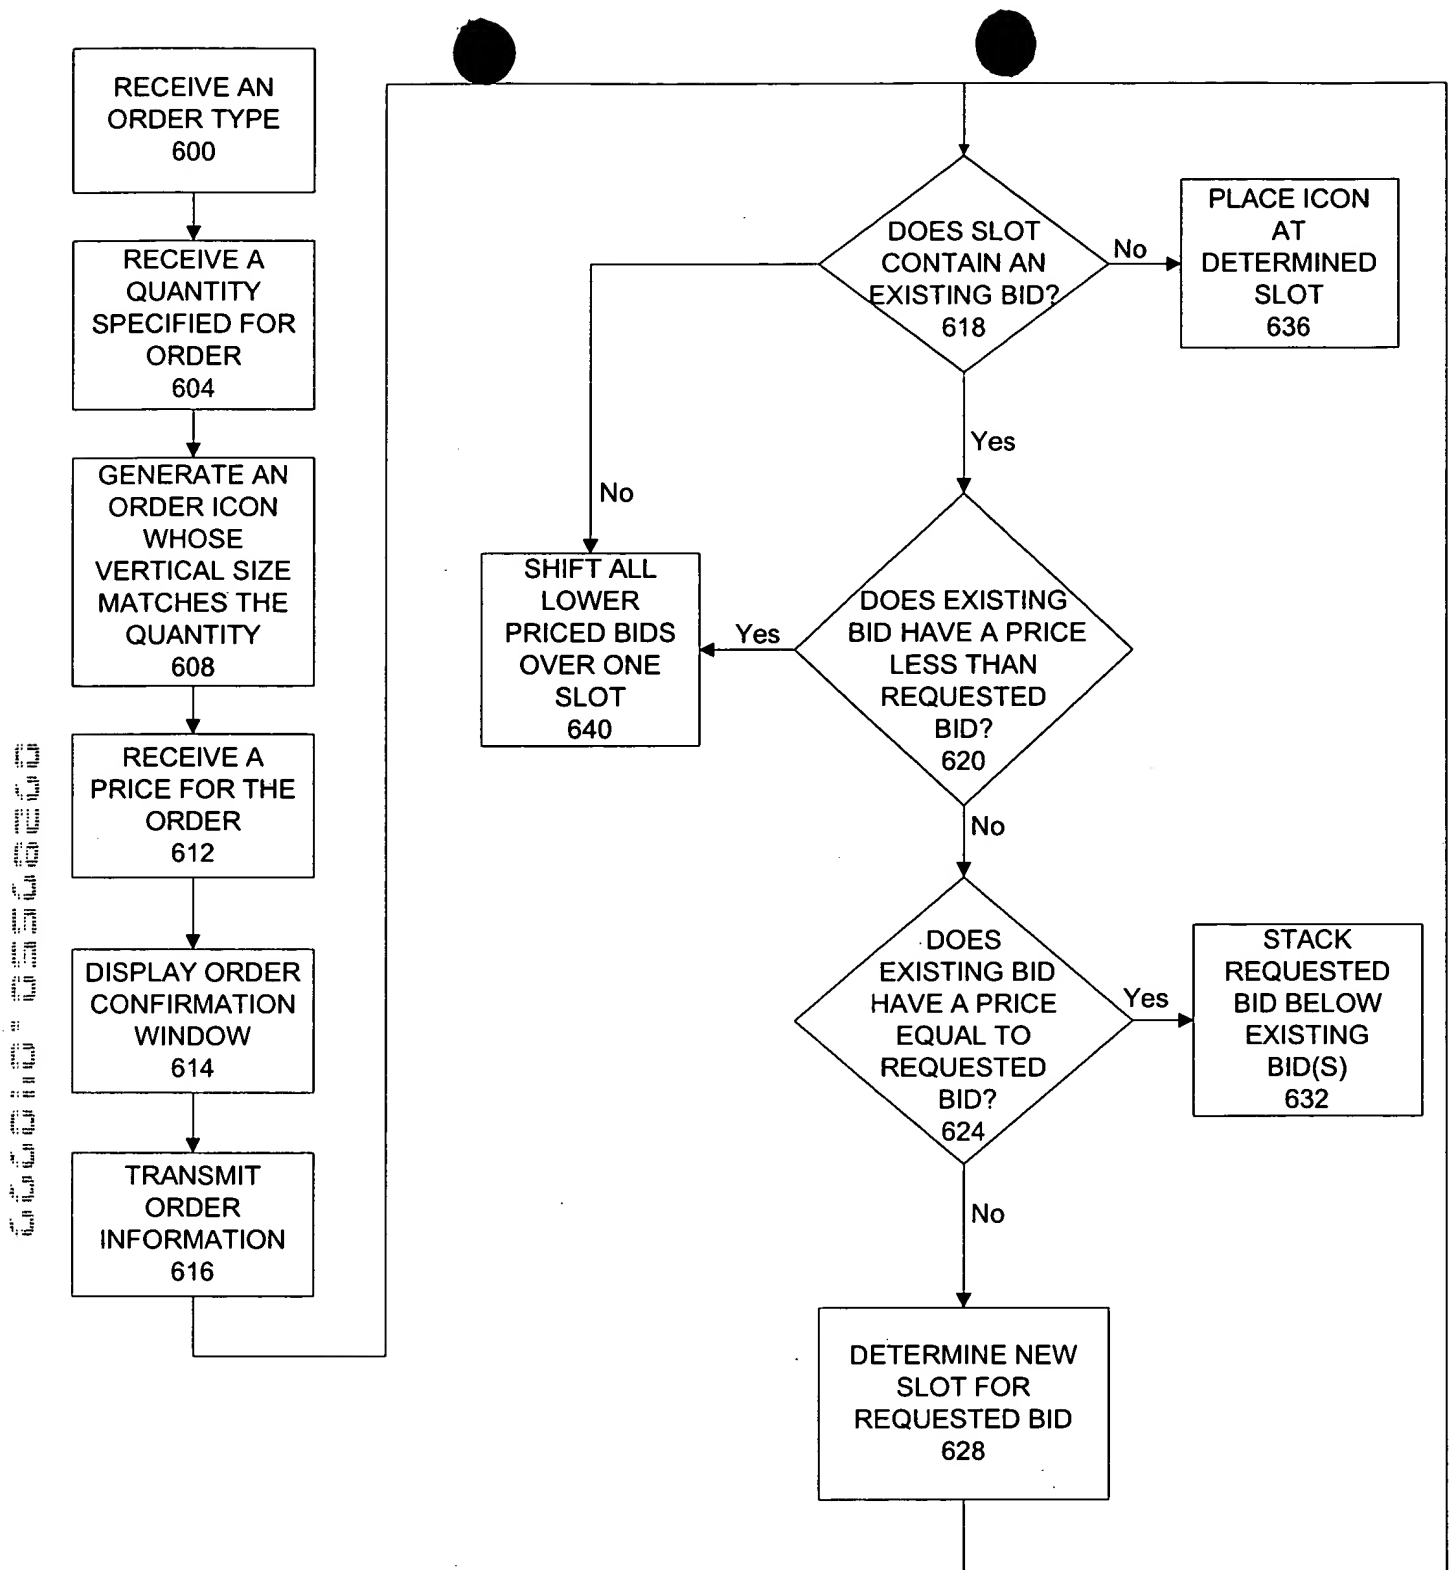 RECEIVE AN
ORDER TYPE
600
RECEIVE A
QUANTITY
SPECIFIED FOR
ORDER
604
GENERATE AN
ORDER ICON
WHOSE
VERTICAL SIZE
MATCHES THE
QUANTITY
608
RECEIVE A
PRICE FOR THE
ORDER
612
DISPLAY ORDER
CONFIRMATION
WINDOW
614
TRANSMIT
ORDER
INFORMATION
616
DOES SLOT
CONTAIN AN
EXISTING BID?
618
No
PLACE ICON
AT
DETERMINED
SLOT
636
No
Yes
SHIFT ALL
LOWER
PRICED BIDS
OVER ONE
SLOT
640
Yes
DOES EXISTING
BID HAVE A PRICE
LESS THAN
REQUESTED
BID?
620
No
DOES
EXISTING BID
HAVE A PRICE
EQUAL TO
REQUESTED
BID?
624
Yes
STACK
REQUESTED
BID BELOW
EXISTING
BID(S)
632
No
DETERMINE NEW
SLOT FOR
REQUESTED BID
628